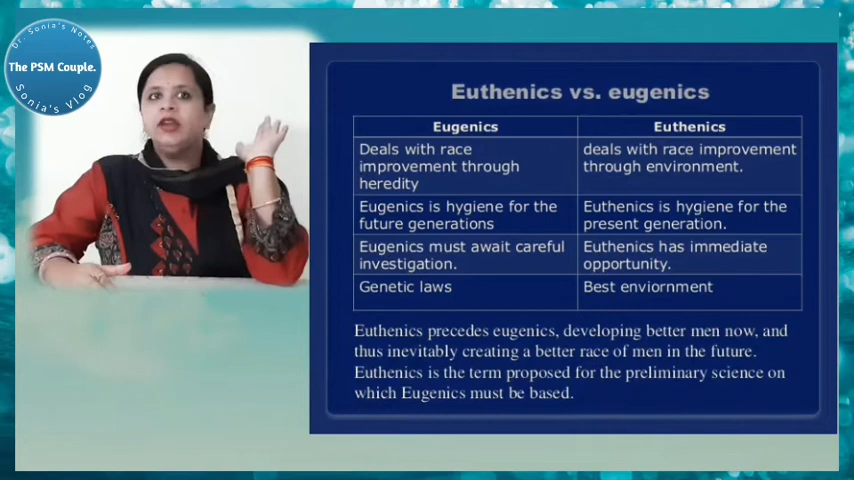 Dr. Sonia's Notes
The PSM Couple.
Sonia's Vlog
Euthenics vs. eugenics
Eugenics
Euthenics
Deals with race
improvement through
heredity
deals with race improvement
through environment.
Eugenics is hygiene for the
future generations
Euthenics is hygiene for the
present generation.
Eugenics must await careful
investigation.
Euthenics has immediate
opportunity.
Genetic laws
Best enviornment
Euthenics precedes eugenics, developing better men now, and
thus inevitably creating a better race of men in the future.
Euthenics is the term proposed for the preliminary science on
which Eugenics must be based.